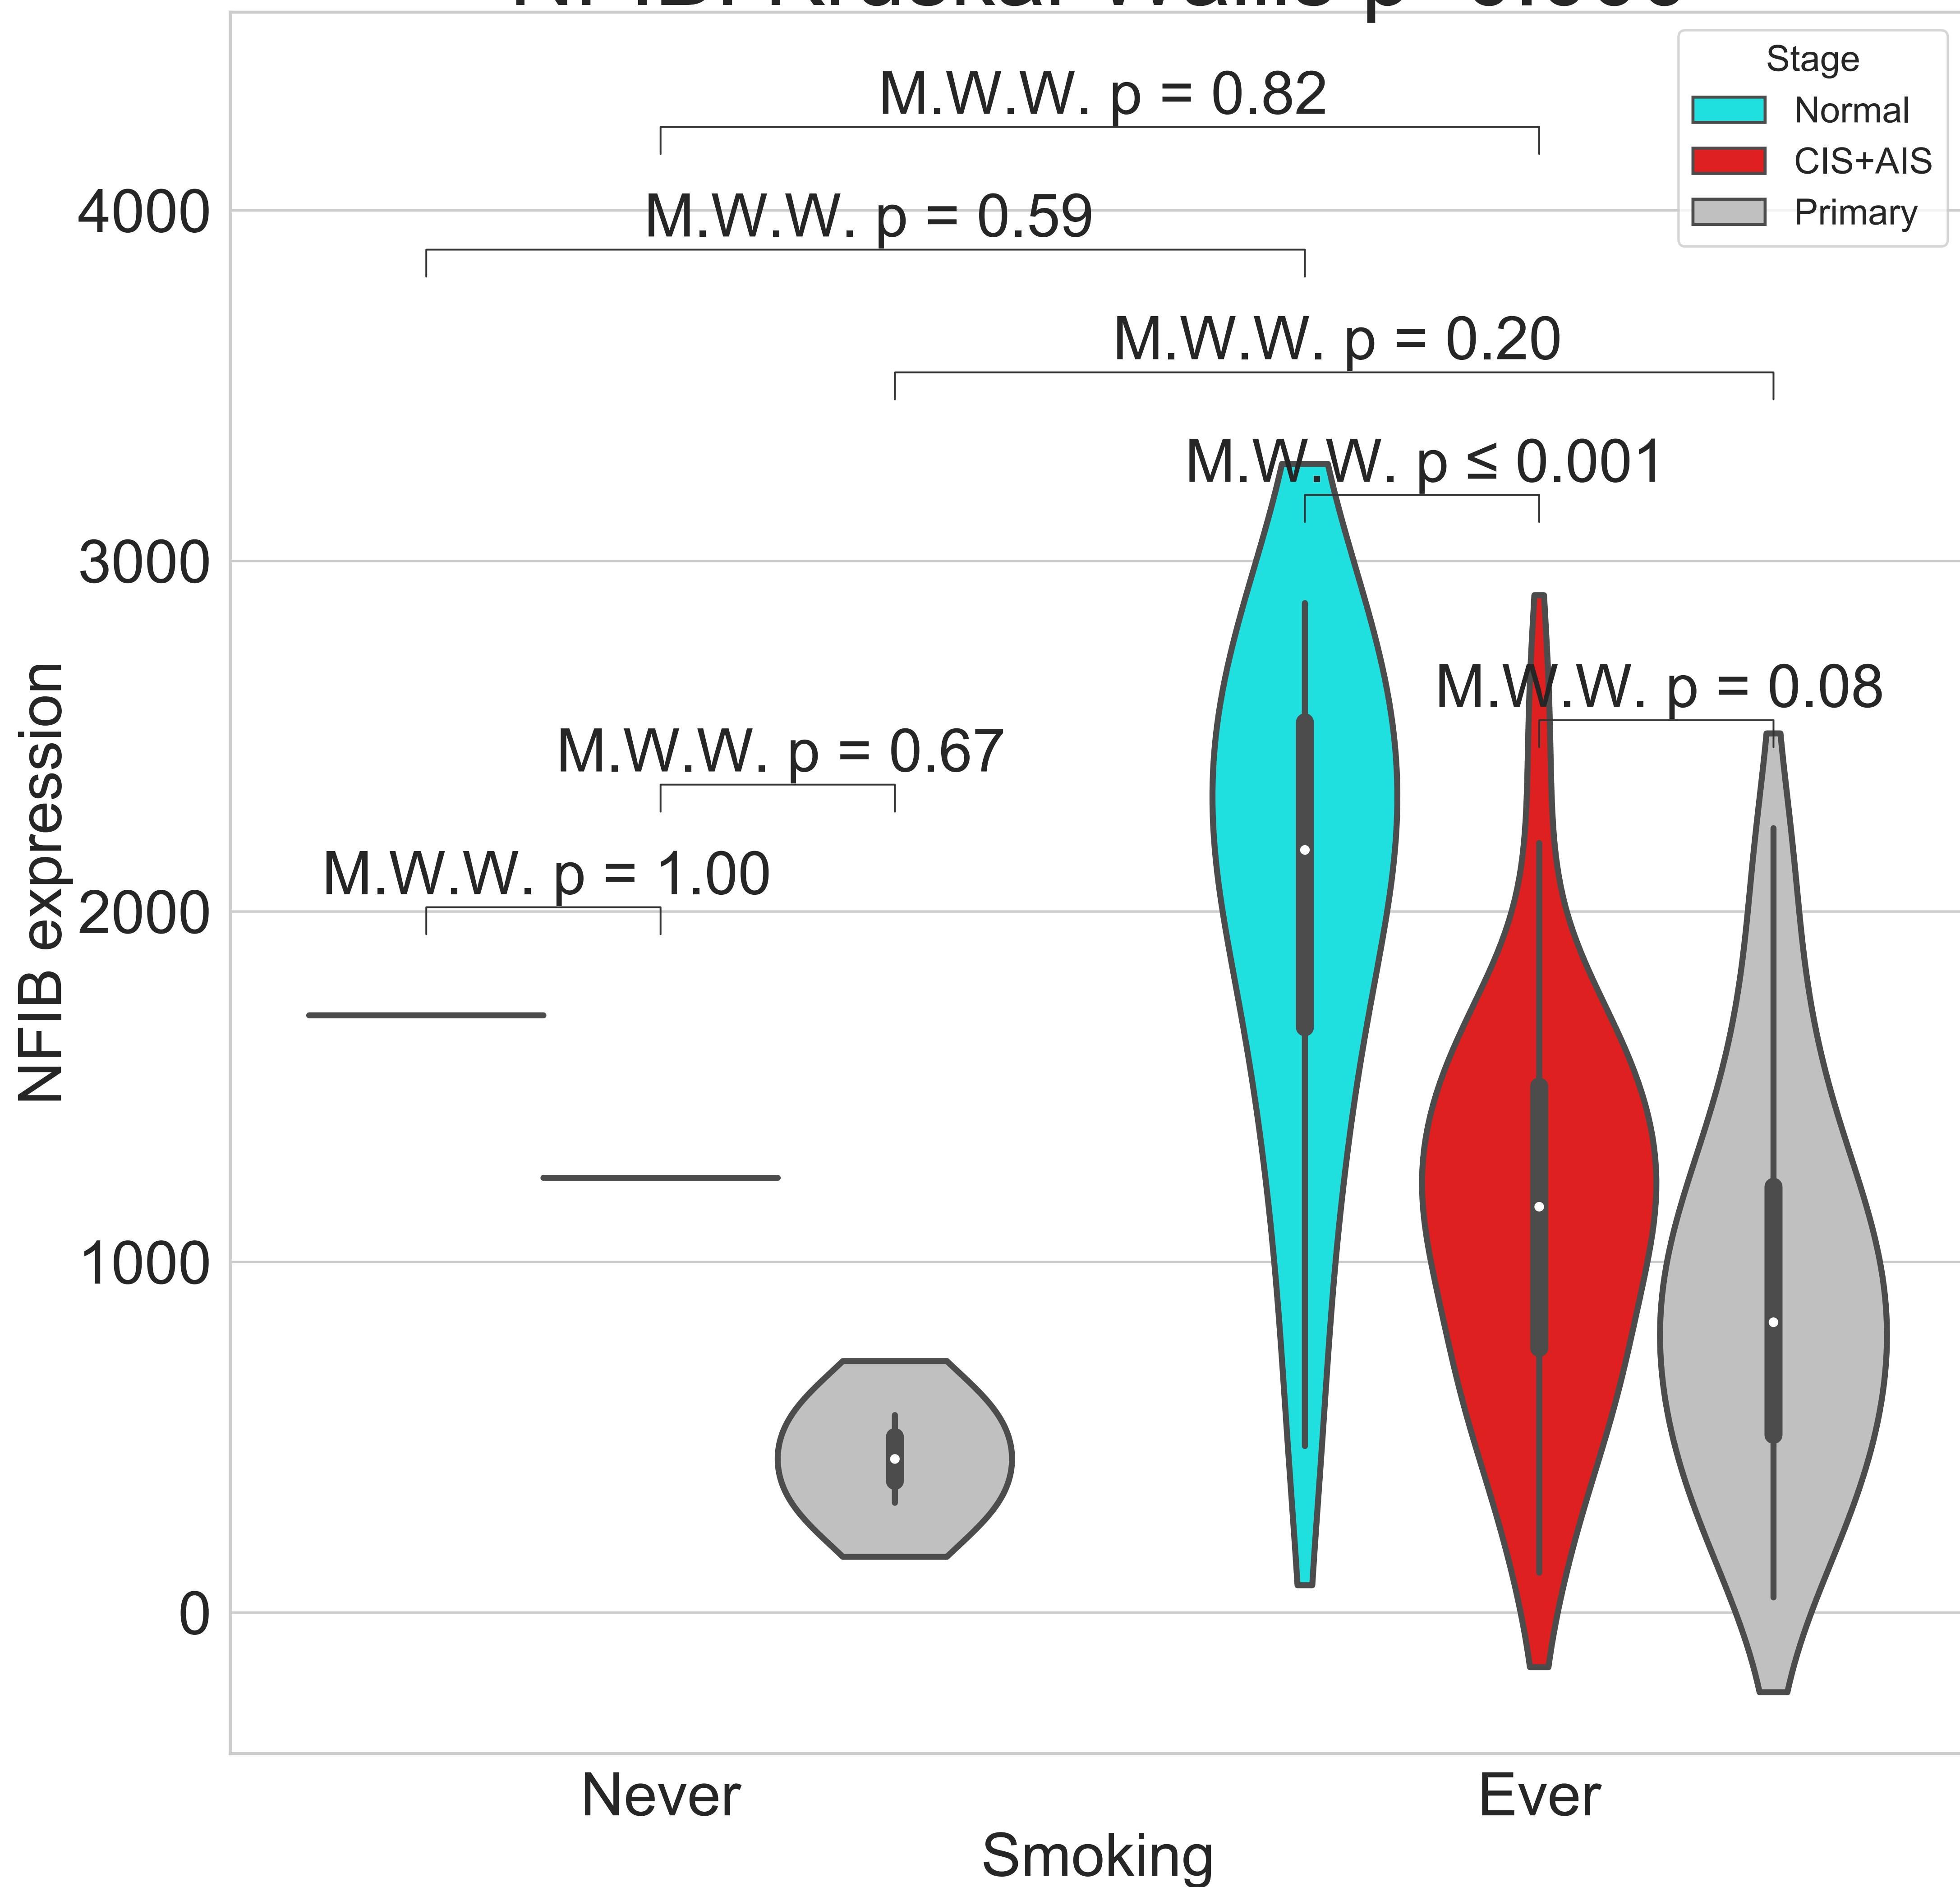 Stage
Normal
CIS+AIS
Primary
M.W.W. p = 0.82
M.W.W. p = 0.59
M.W.W. p = 0.20
M.W.W. p ≤ 0.001
M.W.W. p = 0.08
M.W.W. p = 0.67
M.W.W. p = 1.00
4000
3000
2000
1000
0
NFIB expression
Never
Ever
Smoking